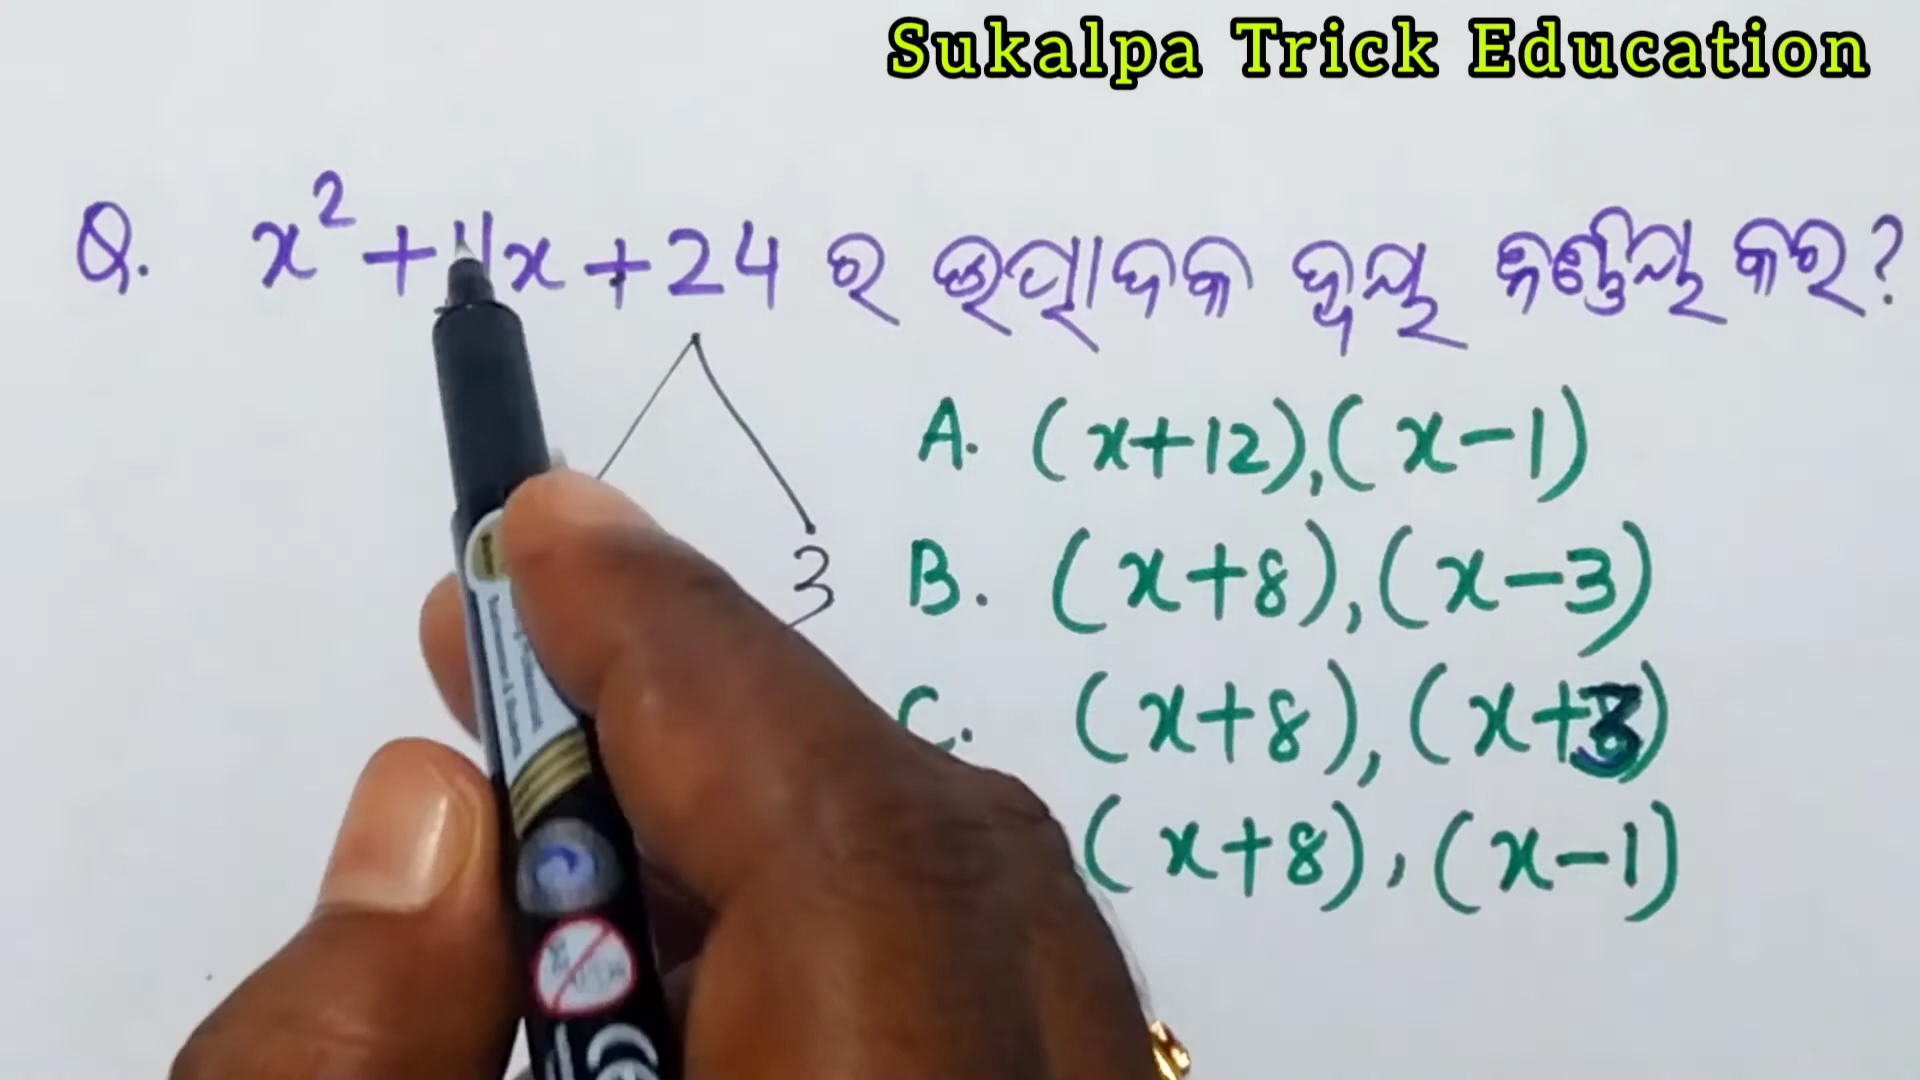 Sukalpa Trick Education
Q. x² + 11x + 24 ର ଉତ୍ପାଦକ ଦ୍ୱୟ ନିର୍ଣ୍ଣୟ କର ?
3
A. (x+12),(x-1)
B. (x+8),(x-3)
C. (x+8),(x+3)
(x+8),(x-1)